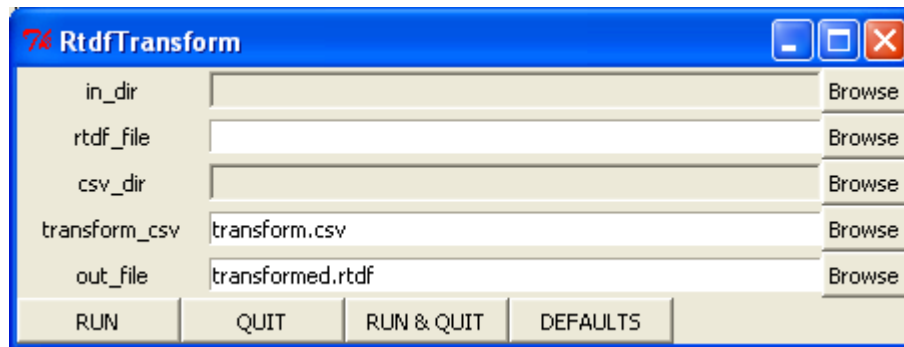 RtdfTransform
in_dir Browse
rtdf_file Browse
csv_dir Browse
transform_csv transform.csv Browse
out_file transformed.rtdf Browse
RUN QUIT RUN & QUIT DEFAULTS